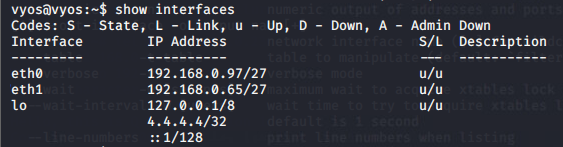 vyos@vyos:~$ show interfaces
Codes: S - State, L - Link, u - Up, D - Down, A - Admin Down
Interface        IP Address                        S/L  Description
---------        ----------                        ---  -----------
eth0             192.168.0.97/27                   u/u
eth1             192.168.0.65/27                   u/u
lo               127.0.0.1/8                       u/u
                 4.4.4.4/32
                 ::1/128